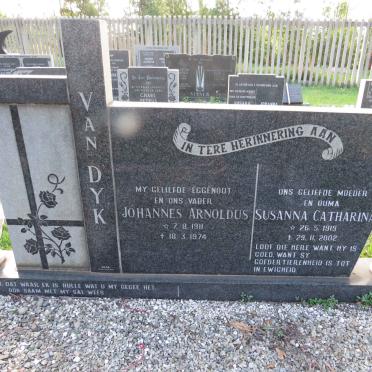 VAN DYK
IN TERE HERINNERING AAN
MY GELIEFDE EGGENOOT
EN ONS VADER
JOHANNES ARNOLDUS
☆ 7.8.1911
✝ 18.3.1974
ONS GELIEFDE MOEDER
EN OUMA
SUSANNA CATHARINA
☆ 26.5.1919
✝ 29.11.2002
LOOF DIE HERE WANT HY IS
GOED, WANT SY
GOEDERTIERENHEID IS TOT
IN EWIGHEID.
DAT WAAR EK IS HULLE WAT U MY GEGEE HET,
OOK SAAM MET MY SAL WEES